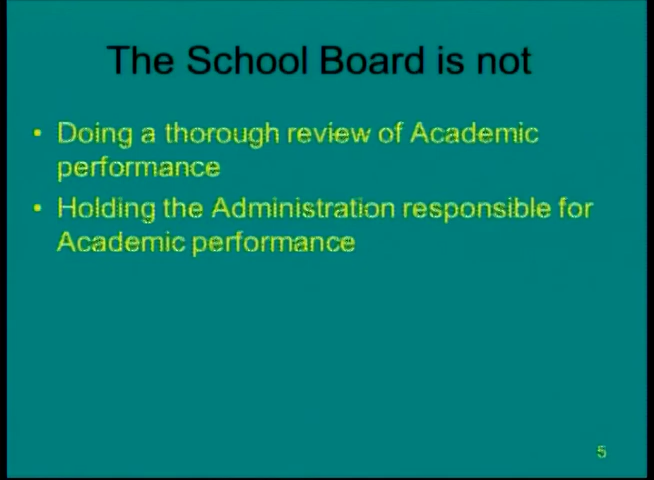 The School Board is not
• Doing a thorough review of Academic
performance
• Holding the Administration responsible for
Academic performance
5